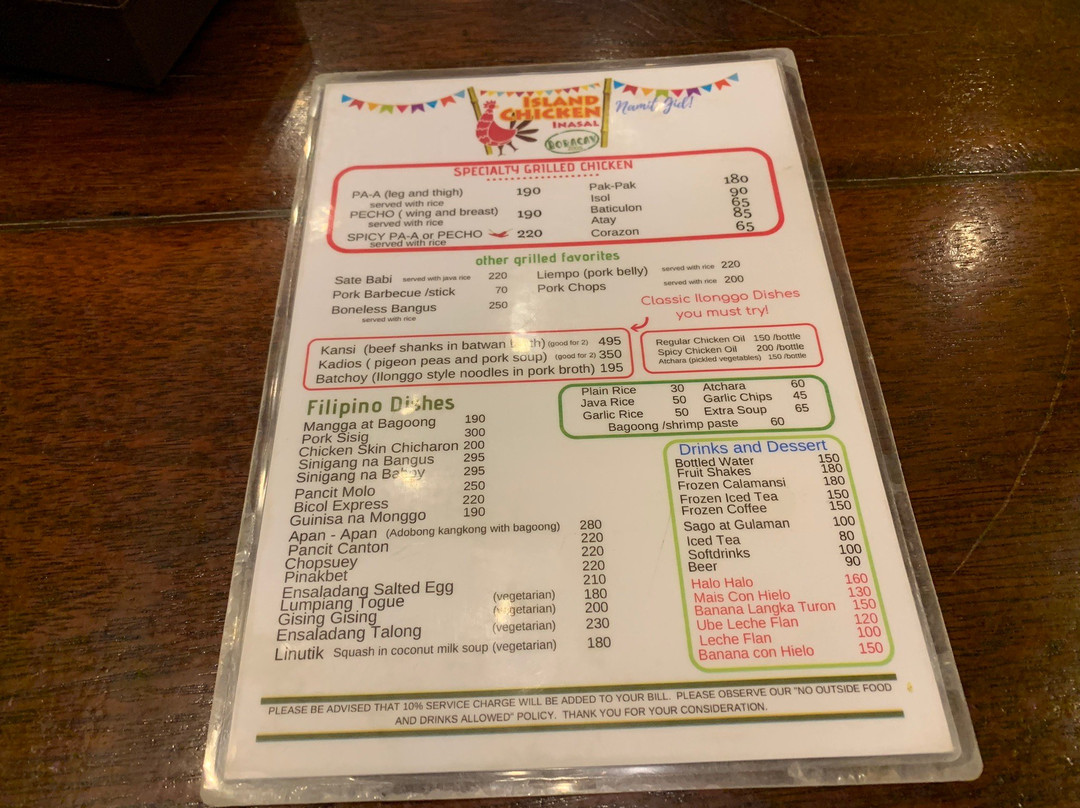 ISLAND
CHICKEN
INASAL
BORACAY
Namit Gid!
SPECIALTY GRILLED CHICKEN
PA-A (leg and thigh) 190
served with rice
PECHO ( wing and breast) 190
served with rice
SPICY PA-A or PECHO 220
served with rice
Pak-Pak 180
Isol 90
Baticulon 65
Atay 85
Corazon 65
other grilled favorites
Sate Babi served with java rice 220
Pork Barbecue /stick 70
Boneless Bangus 250
served with rice
Liempo (pork belly) served with rice 220
Pork Chops served with rice 200
Classic Ilonggo Dishes
you must try!
Kansi (beef shanks in batwan broth) (good for 2) 495
Kadios ( pigeon peas and pork soup) (good for 2) 350
Batchoy (Ilonggo style noodles in pork broth) 195
Regular Chicken Oil 150 /bottle
Spicy Chicken Oil 200 /bottle
Atchara (pickled vegetables) 150 /bottle
Plain Rice 30 Atchara 60
Java Rice 50 Garlic Chips 45
Garlic Rice 50 Extra Soup 65
Bagoong /shrimp paste 60
Filipino Dishes
Mangga at Bagoong 190
Pork Sisig 300
Chicken Skin Chicharon 200
Sinigang na Bangus 295
Sinigang na Baboy 295
Pancit Molo 250
Bicol Express 220
Guinisa na Monggo 190
Apan - Apan (Adobong kangkong with bagoong) 280
Pancit Canton 220
Chopsuey 220
Pinakbet 220
Ensaladang Salted Egg 210
Lumpiang Togue (vegetarian) 180
Gising Gising (vegetarian) 200
Ensaladang Talong (vegetarian) 230
Linutik Squash in coconut milk soup (vegetarian) 180
Drinks and Dessert
Bottled Water 150
Fruit Shakes 180
Frozen Calamansi 180
Frozen Iced Tea 150
Frozen Coffee 150
Sago at Gulaman 100
Iced Tea 80
Softdrinks 100
Beer 90
Halo Halo 160
Mais Con Hielo 130
Banana Langka Turon 150
Ube Leche Flan 120
Leche Flan 100
Banana con Hielo 150
PLEASE BE ADVISED THAT 10% SERVICE CHARGE WILL BE ADDED TO YOUR BILL. PLEASE OBSERVE OUR "NO OUTSIDE FOOD
AND DRINKS ALLOWED" POLICY. THANK YOU FOR YOUR CONSIDERATION.